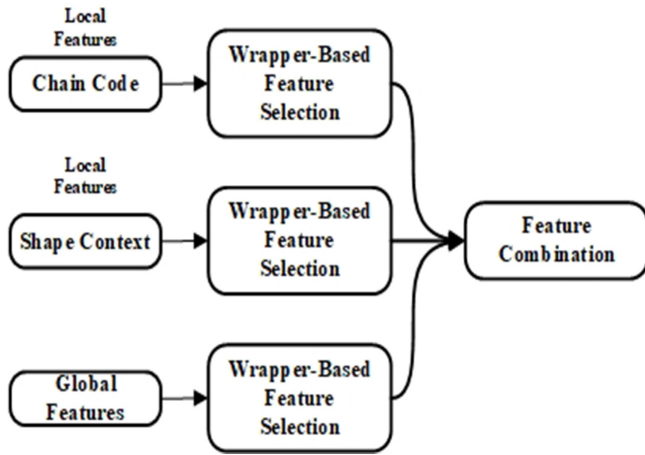 Local
Features
Chain Code
Wrapper-Based
Feature
Selection
Local
Features
Shape Context
Wrapper-Based
Feature
Selection
Feature
Combination
Global
Features
Wrapper-Based
Feature
Selection